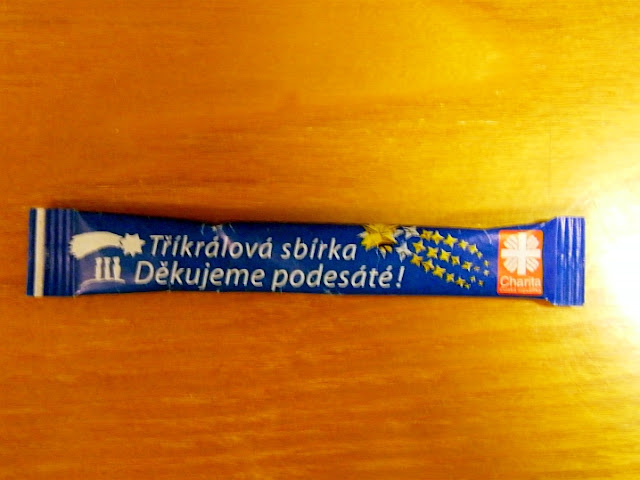 Tříkrálová sbírka
Děkujeme podesáté!
Charita